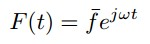 F(t) = f̄e^{jωt}